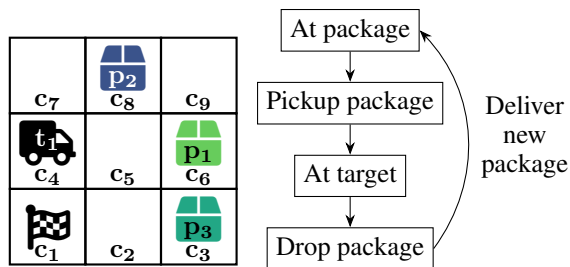 p₂
c₇ c₈ c₉
t₁ p₁
c₄ c₅ c₆
p₃
c₁ c₂ c₃
At package
Pickup package
At target
Drop package
Deliver
new
package